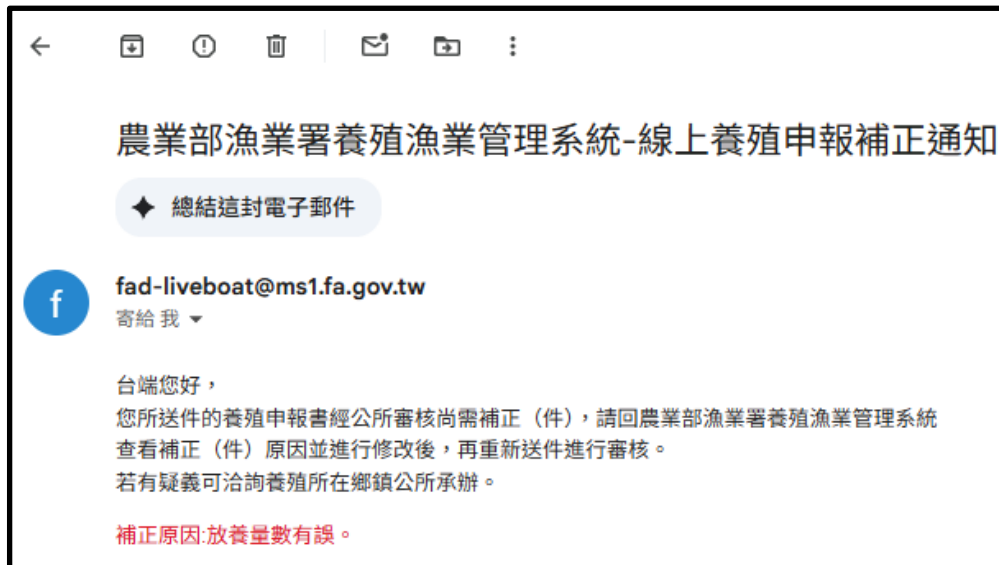 農業部漁業署養殖漁業管理系統-線上養殖申報補正通知
總結這封電子郵件
f
fad-liveboat@ms1.fa.gov.tw
寄給 我
台端您好，
您所送件的養殖申報書經公所審核尚需補正（件），請回農業部漁業署養殖漁業管理系統
查看補正（件）原因並進行修改後，再重新送件進行審核。
若有疑義可洽詢養殖所在鄉鎮公所承辦。
補正原因:放養量數有誤。